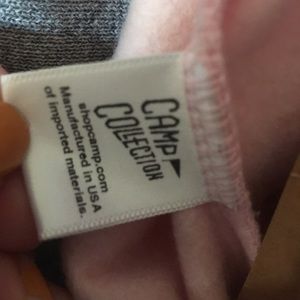 CAMP
COLLECTION
shopcamp.com
Manufactured in USA
of imported materials.